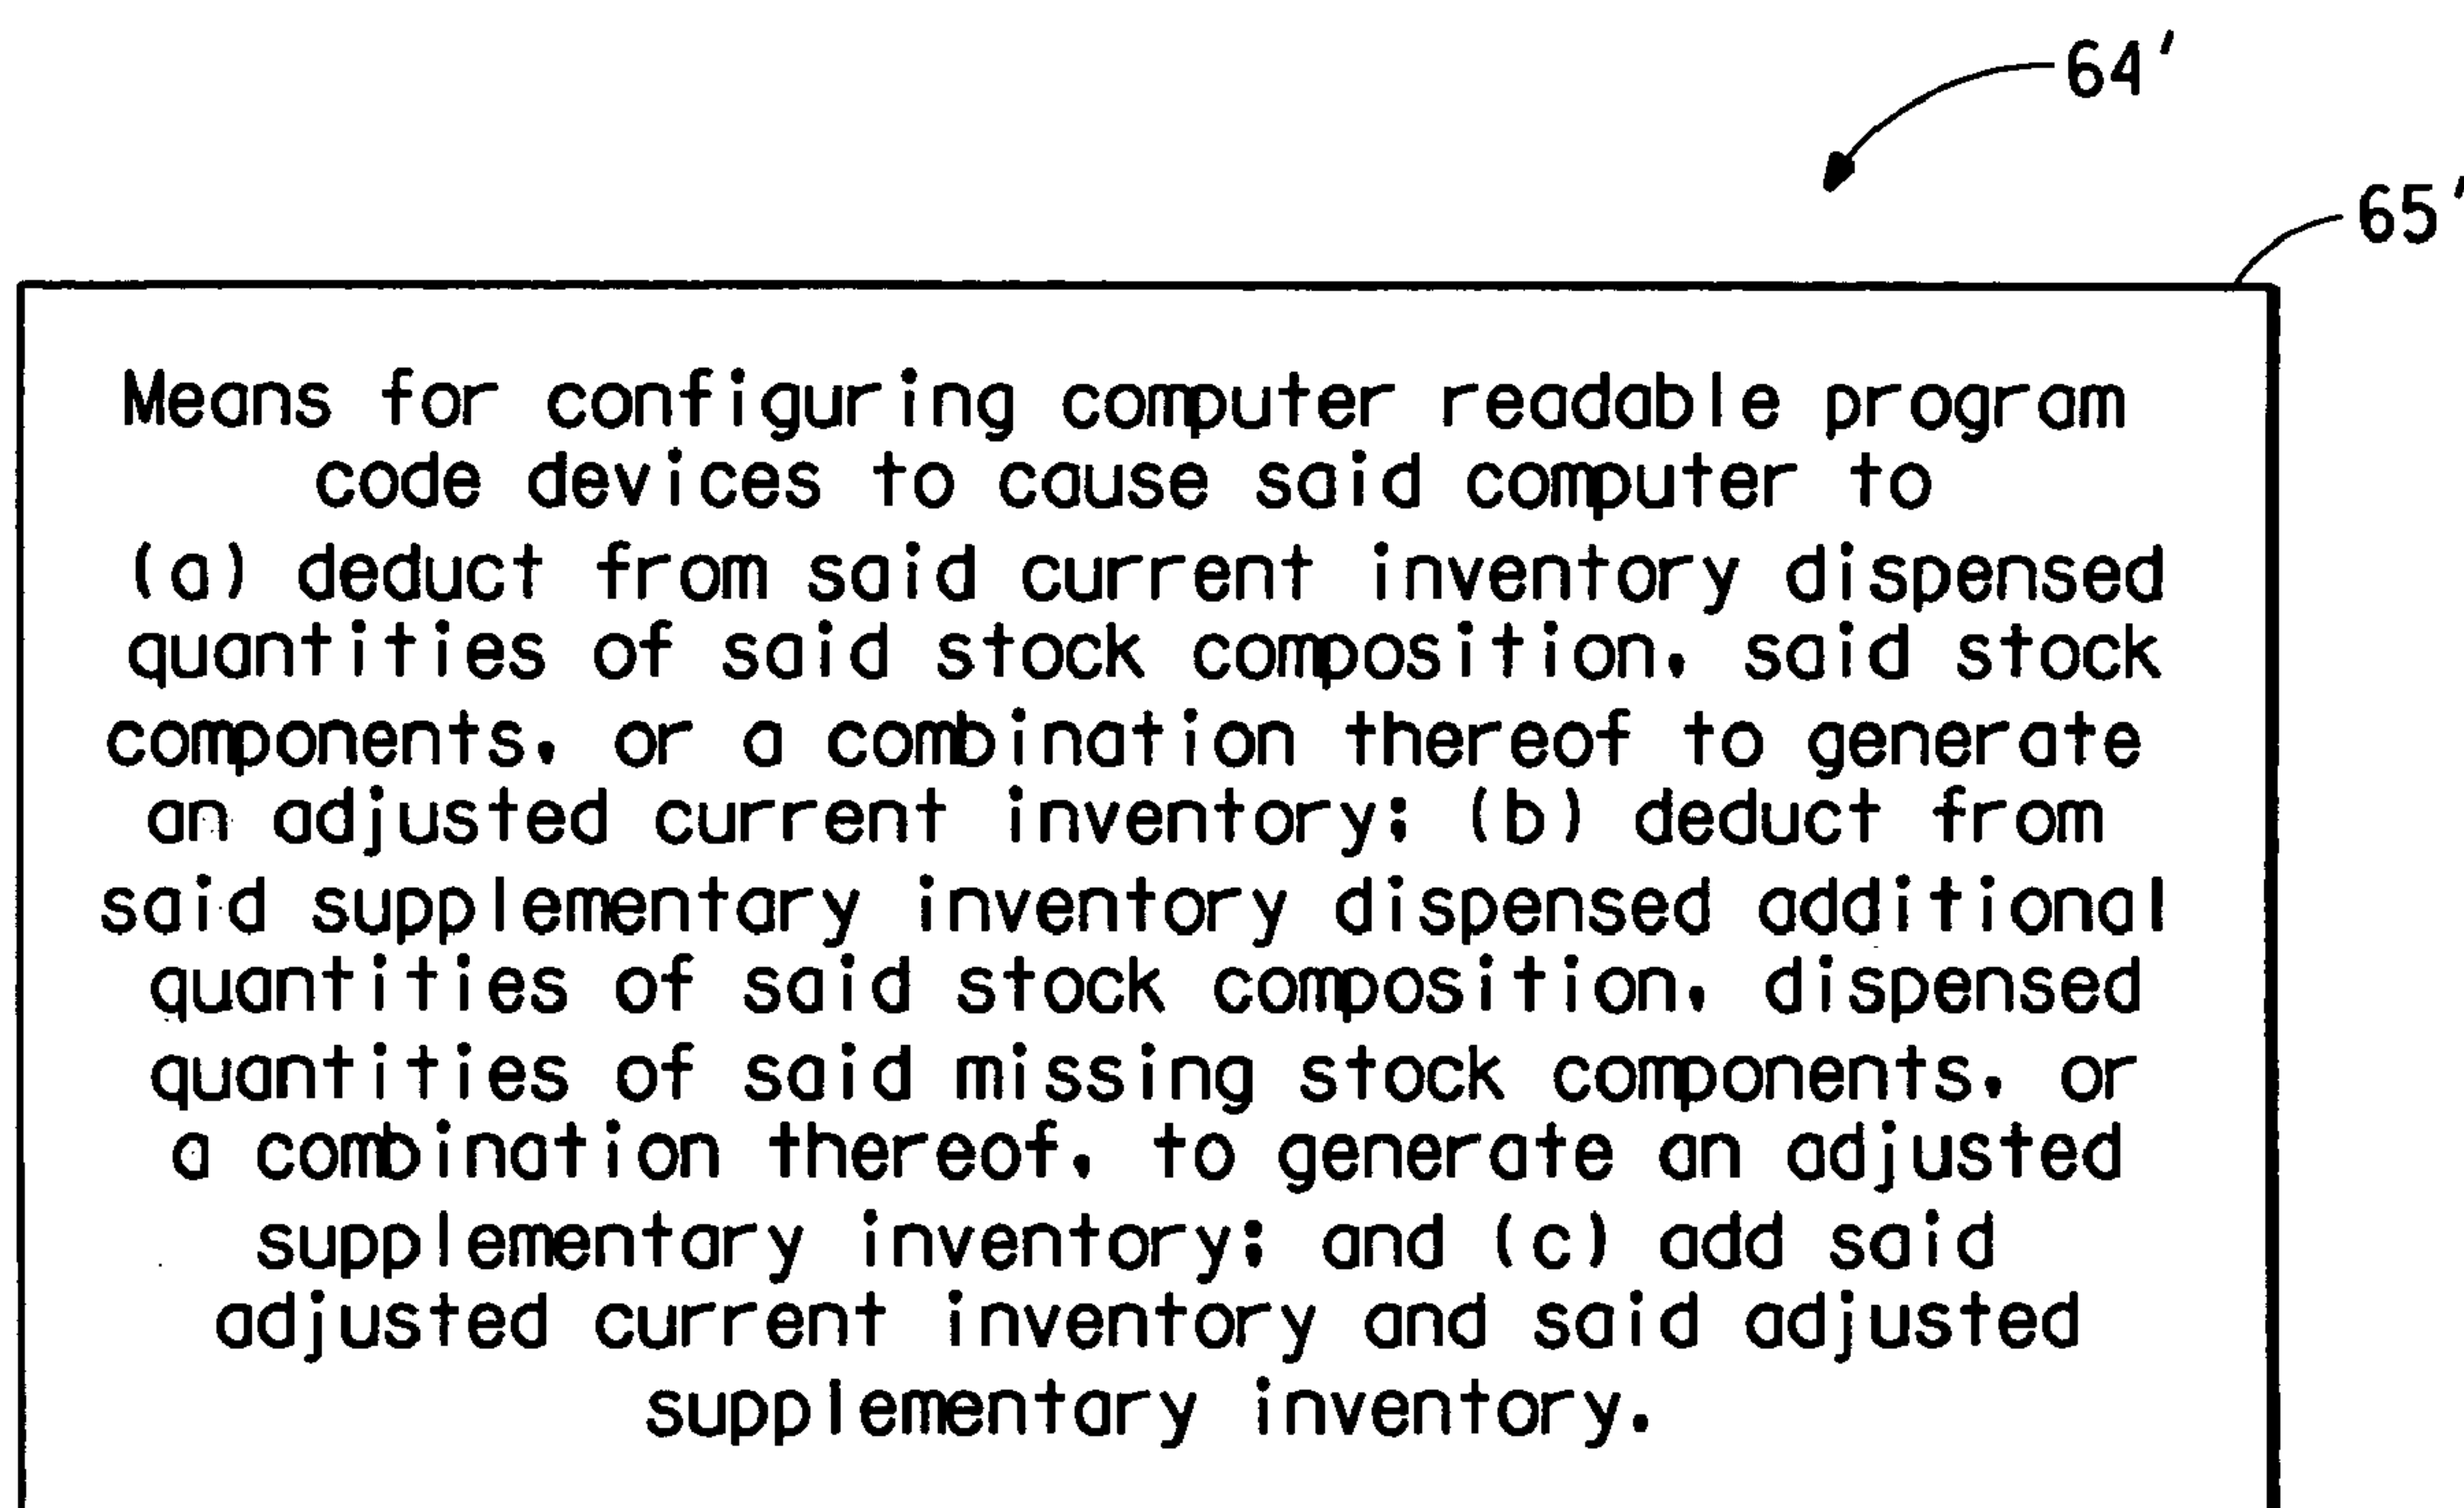 64'
65'
Means for configuring computer readable program
code devices to cause said computer to
(a) deduct from said current inventory dispensed
quantities of said stock composition, said stock
components, or a combination thereof to generate
an adjusted current inventory; (b) deduct from
said supplementary inventory dispensed additional
quantities of said stock composition, dispensed
quantities of said missing stock components, or
a combination thereof, to generate an adjusted
supplementary inventory; and (c) add said
adjusted current inventory and said adjusted
supplementary inventory.